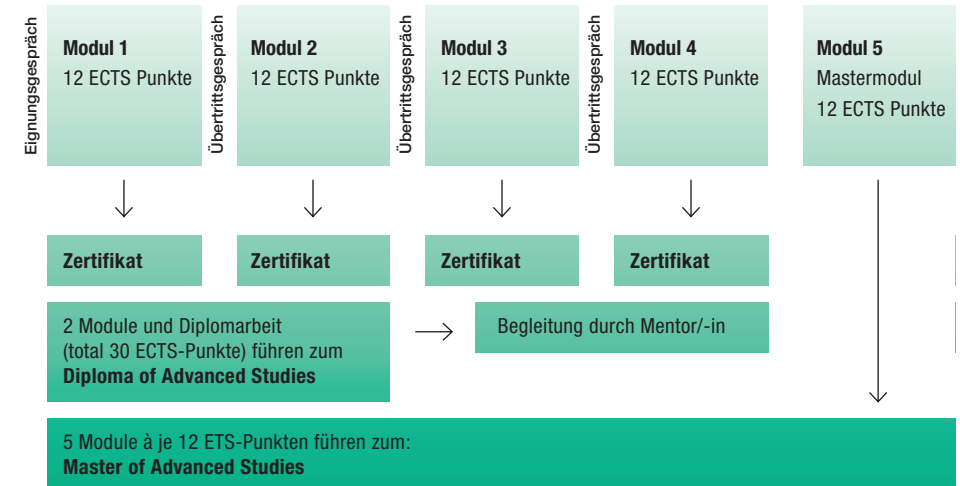 Eignungsgespräch
Modul 1
12 ECTS Punkte
Übertrittsgespräch
Modul 2
12 ECTS Punkte
Übertrittsgespräch
Modul 3
12 ECTS Punkte
Übertrittsgespräch
Modul 4
12 ECTS Punkte
Modul 5
Mastermodul
12 ECTS Punkte
Zertifikat
Zertifikat
Zertifikat
Zertifikat
2 Module und Diplomarbeit
(total 30 ECTS-Punkte) führen zum
Diploma of Advanced Studies
Begleitung durch Mentor/-in
5 Module à je 12 ETS-Punkten führen zum:
Master of Advanced Studies